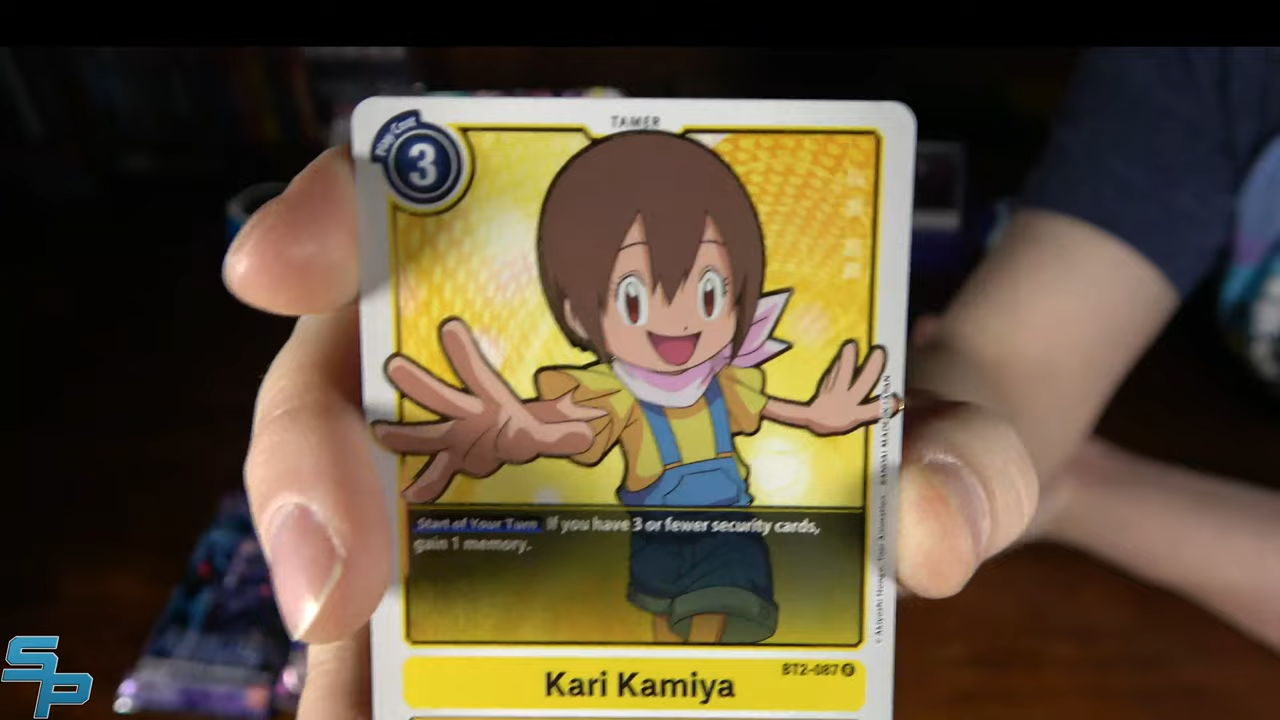 TAMER
Play Cost
3
Start of Your Turn If you have 3 or fewer security cards,
gain 1 memory.
BT2-087 R
Kari Kamiya
SP